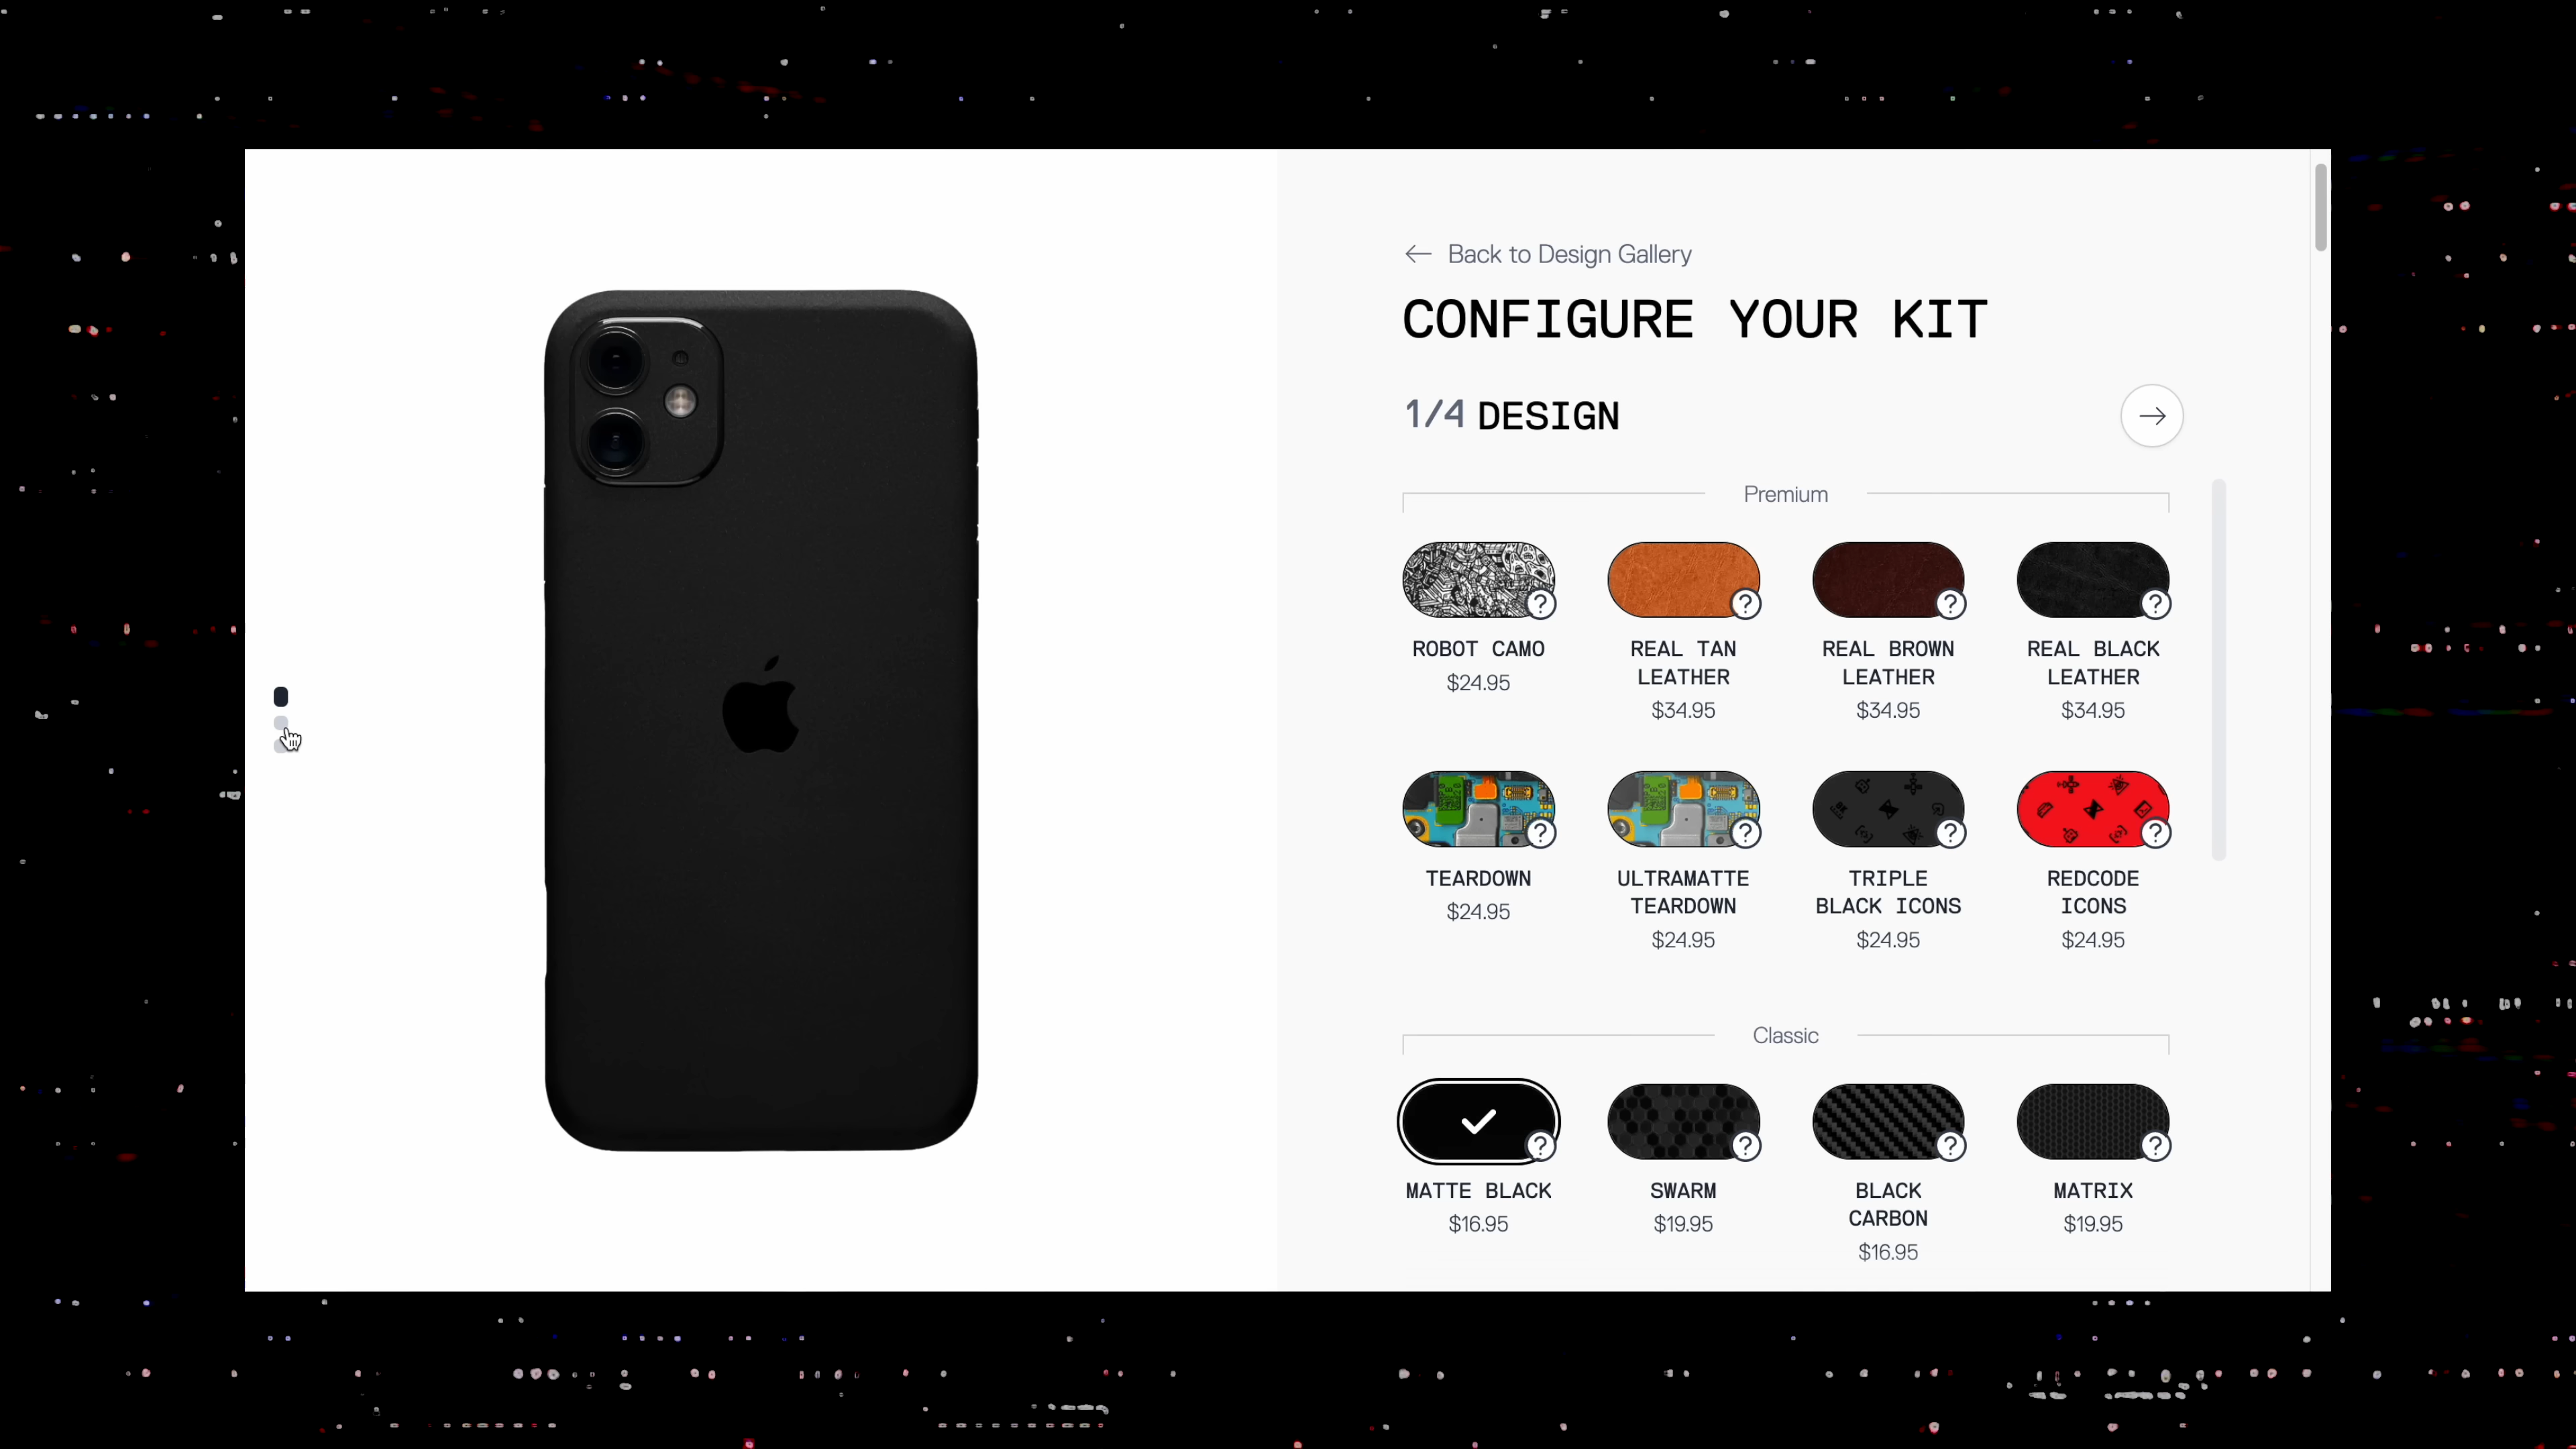 ← Back to Design Gallery
CONFIGURE YOUR KIT
1/4 DESIGN
Premium
ROBOT CAMO
$24.95
REAL TAN
LEATHER
$34.95
REAL BROWN
LEATHER
$34.95
REAL BLACK
LEATHER
$34.95
TEARDOWN
$24.95
ULTRAMATTE
TEARDOWN
$24.95
TRIPLE
BLACK ICONS
$24.95
REDCODE
ICONS
$24.95
Classic
MATTE BLACK
$16.95
SWARM
$19.95
BLACK
CARBON
$16.95
MATRIX
$19.95